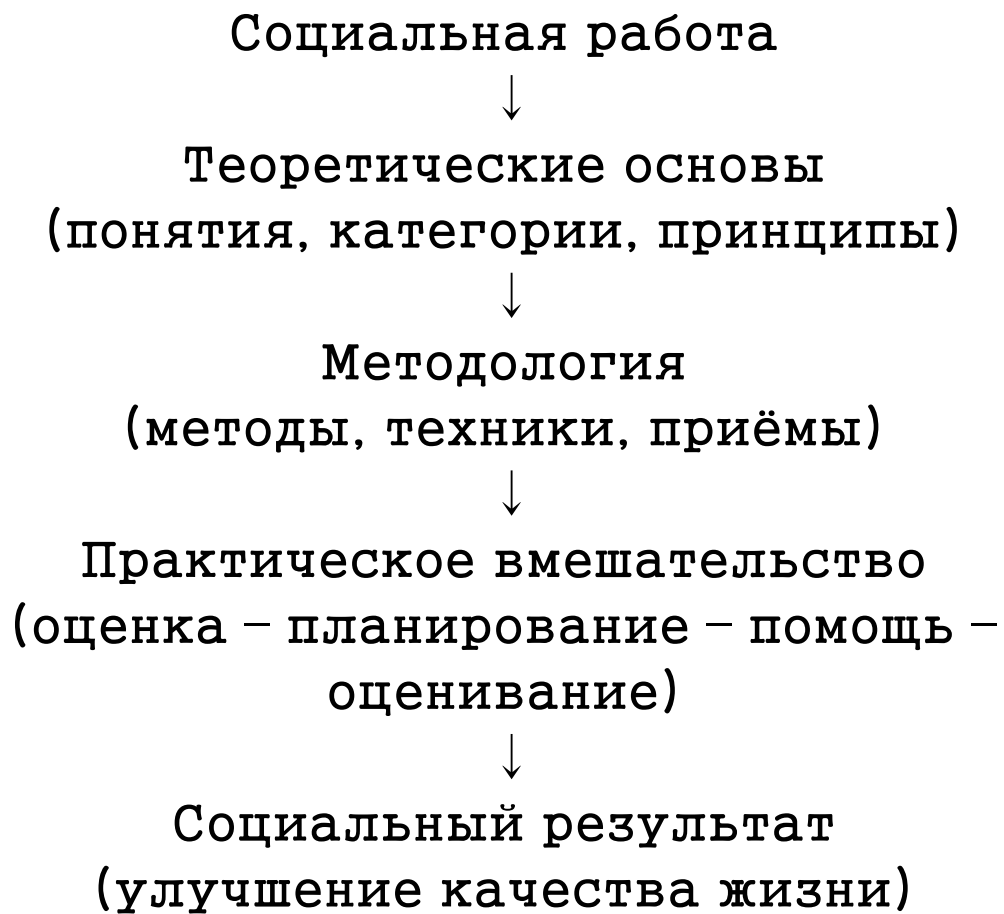 Социальная работа
↓
Теоретические основы
(понятия, категории, принципы)
↓
Методология
(методы, техники, приёмы)
↓
Практическое вмешательство
(оценка – планирование – помощь –
оценивание)
↓
Социальный результат
(улучшение качества жизни)